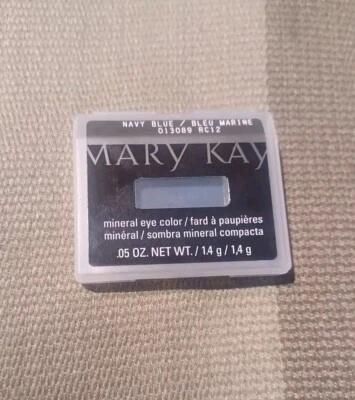 NAVY BLUE / BLEU MARINE
013089 RC12
MARY KAY
mineral eye color / fard à paupières
minéral / sombra mineral compacta
.05 OZ. NET WT. / 1.4 g / 1,4 g